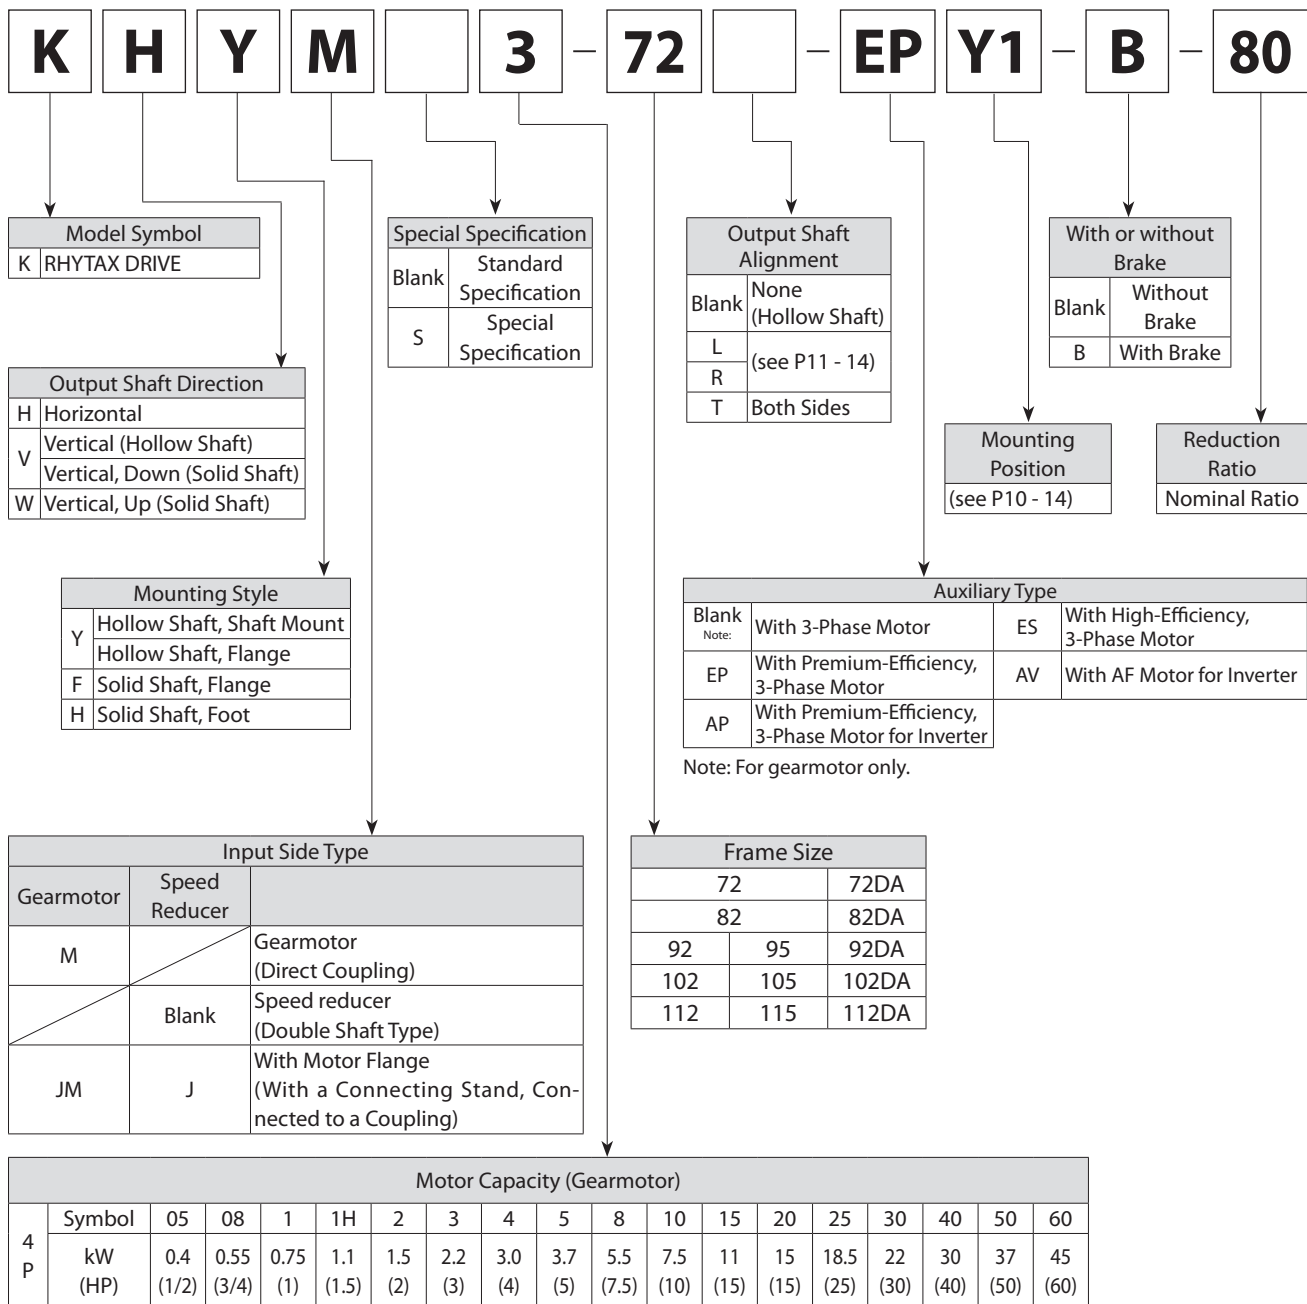 K H Y M 3 – 72 – EP Y1 – B – 80
Model Symbol
K RHYTAX DRIVE
Output Shaft Direction
H Horizontal
V Vertical (Hollow Shaft)
Vertical, Down (Solid Shaft)
W Vertical, Up (Solid Shaft)
Mounting Style
Y Hollow Shaft, Shaft Mount
Hollow Shaft, Flange
F Solid Shaft, Flange
H Solid Shaft, Foot
Special Specification
Blank Standard
Specification
S Special
Specification
Output Shaft
Alignment
Blank None
(Hollow Shaft)
L
R
(see P11 - 14)
T Both Sides
With or without
Brake
Blank Without
Brake
B With Brake
Mounting
Position
(see P10 - 14)
Reduction
Ratio
Nominal Ratio
Auxiliary Type
Blank
Note:
With 3-Phase Motor
ES With High-Efficiency,
3-Phase Motor
EP With Premium-Efficiency,
3-Phase Motor
AV With AF Motor for Inverter
AP With Premium-Efficiency,
3-Phase Motor for Inverter
Note: For gearmotor only.
Input Side Type
Gearmotor Speed
Reducer
M Gearmotor
(Direct Coupling)
Blank Speed reducer
(Double Shaft Type)
JM J With Motor Flange
(With a Connecting Stand, Con-
nected to a Coupling)
Frame Size
72 72DA
82 82DA
92 95 92DA
102 105 102DA
112 115 112DA
Motor Capacity (Gearmotor)
4
P
Symbol 05 08 1 1H 2 3 4 5 8 10 15 20 25 30 40 50 60
kW 0.4 0.55 0.75 1.1 1.5 2.2 3.0 3.7 5.5 7.5 11 15 18.5 22 30 37 45
(HP) (1/2) (3/4) (1) (1.5) (2) (3) (4) (5) (7.5) (10) (15) (15) (25) (30) (40) (50) (60)